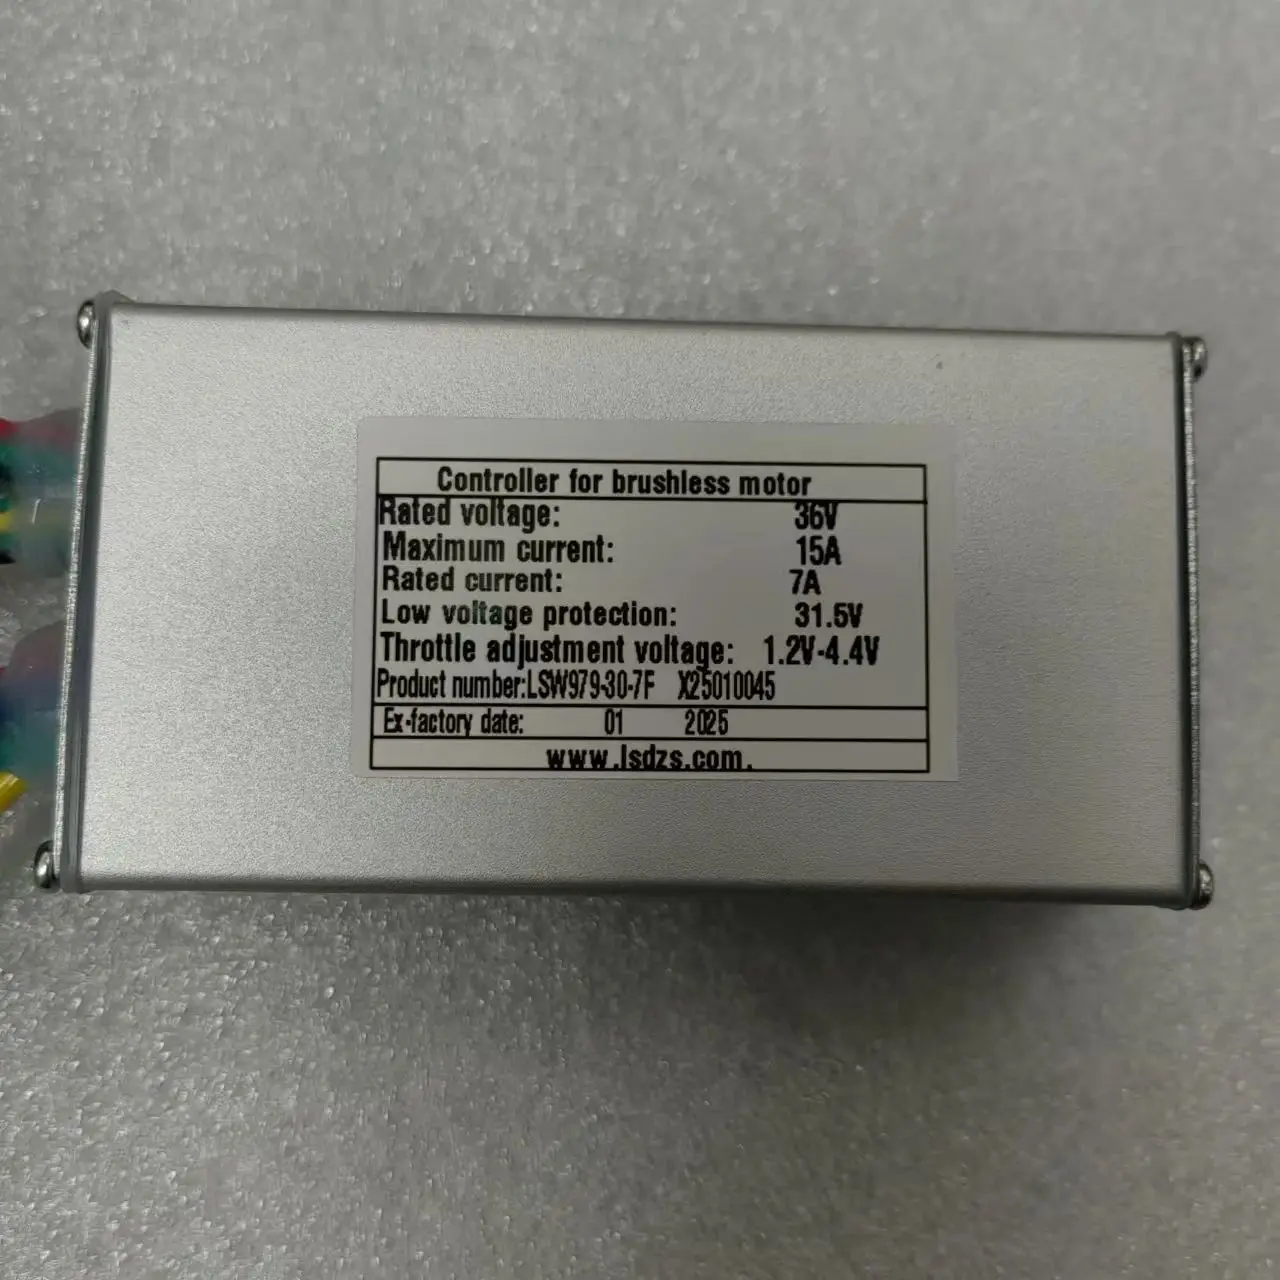 Controller for brushless motor
Rated voltage: 36V
Maximum current: 15A
Rated current: 7A
Low voltage protection: 31.5V
Throttle adjustment voltage: 1.2V-4.4V
Product number:LSW979-30-7F X25010045
Ex-factory date: 01 2025
www.lsdzs.com.